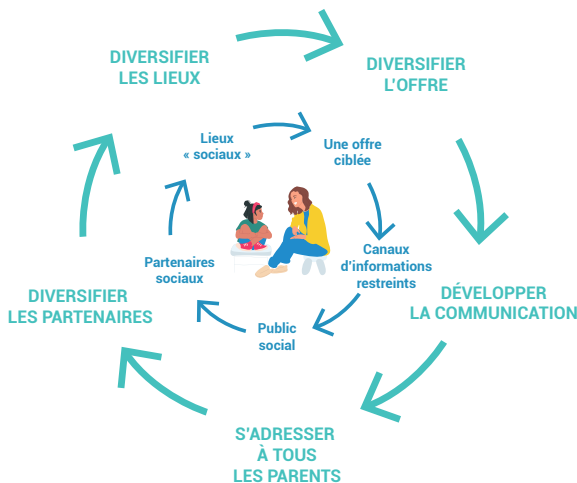 DIVERSIFIER
LES LIEUX
DIVERSIFIER
L'OFFRE
DÉVELOPPER
LA COMMUNICATION
S'ADRESSER
À TOUS
LES PARENTS
DIVERSIFIER
LES PARTENAIRES
Lieux
« sociaux »
Une offre
ciblée
Canaux
d'informations
restreints
Public
social
Partenaires
sociaux